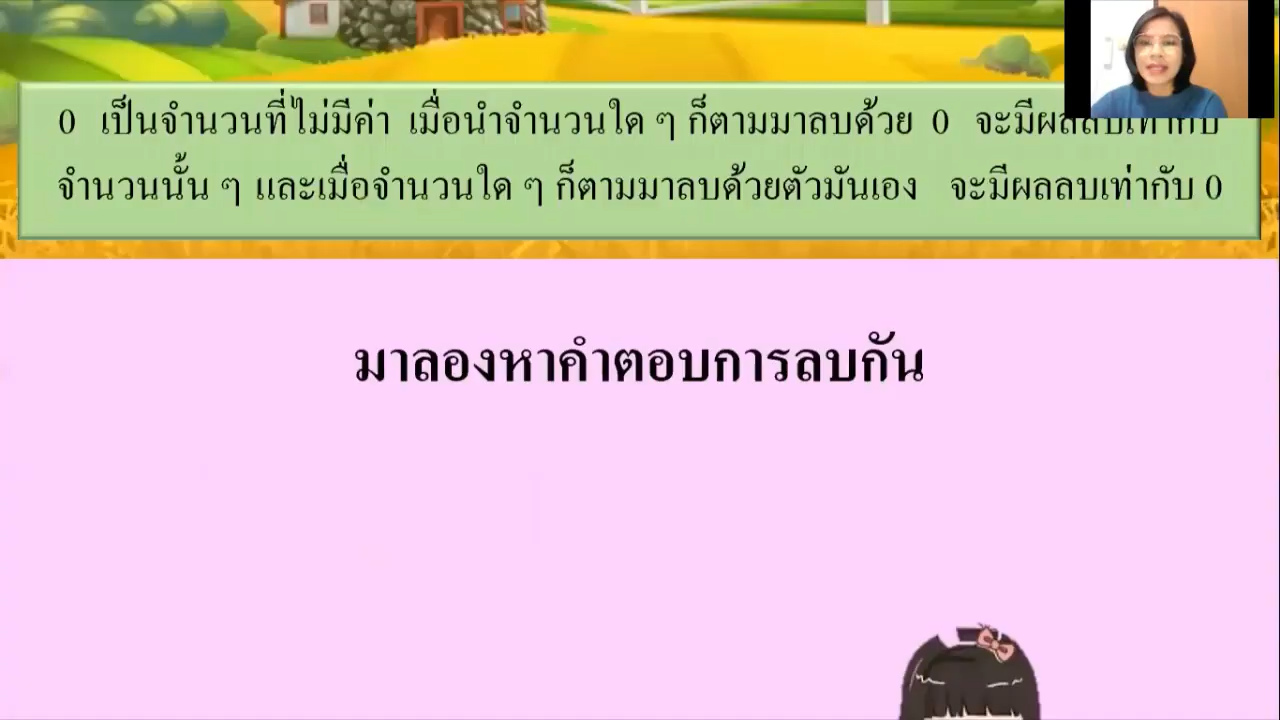 0 เป็นจำนวนที่ไม่มีค่า เมื่อนำจำนวนใด ๆ ก็ตามมาลบด้วย 0 จะมีผลลบเท่ากับ
จำนวนนั้น ๆ และเมื่อจำนวนใด ๆ ก็ตามมาลบด้วยตัวมันเอง จะมีผลลบเท่ากับ 0
มาลองหาคำตอบการลบกัน